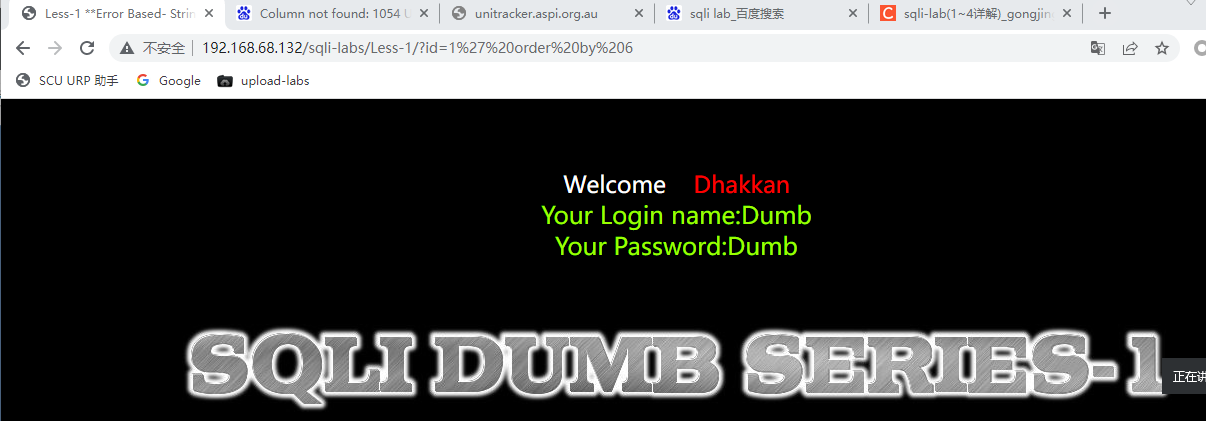 Less-1 **Error Based- Strin
Column not found: 1054 U
unitracker.aspi.org.au
sqli lab_百度搜索
sqli-lab(1~4详解)_gongjing
不安全
192.168.68.132/sqli-labs/Less-1/?id=1%27%20order%20by%206
SCU URP 助手
Google
upload-labs
Welcome Dhakkan
Your Login name:Dumb
Your Password:Dumb
SQLI DUMB SERIES-1
正在讲